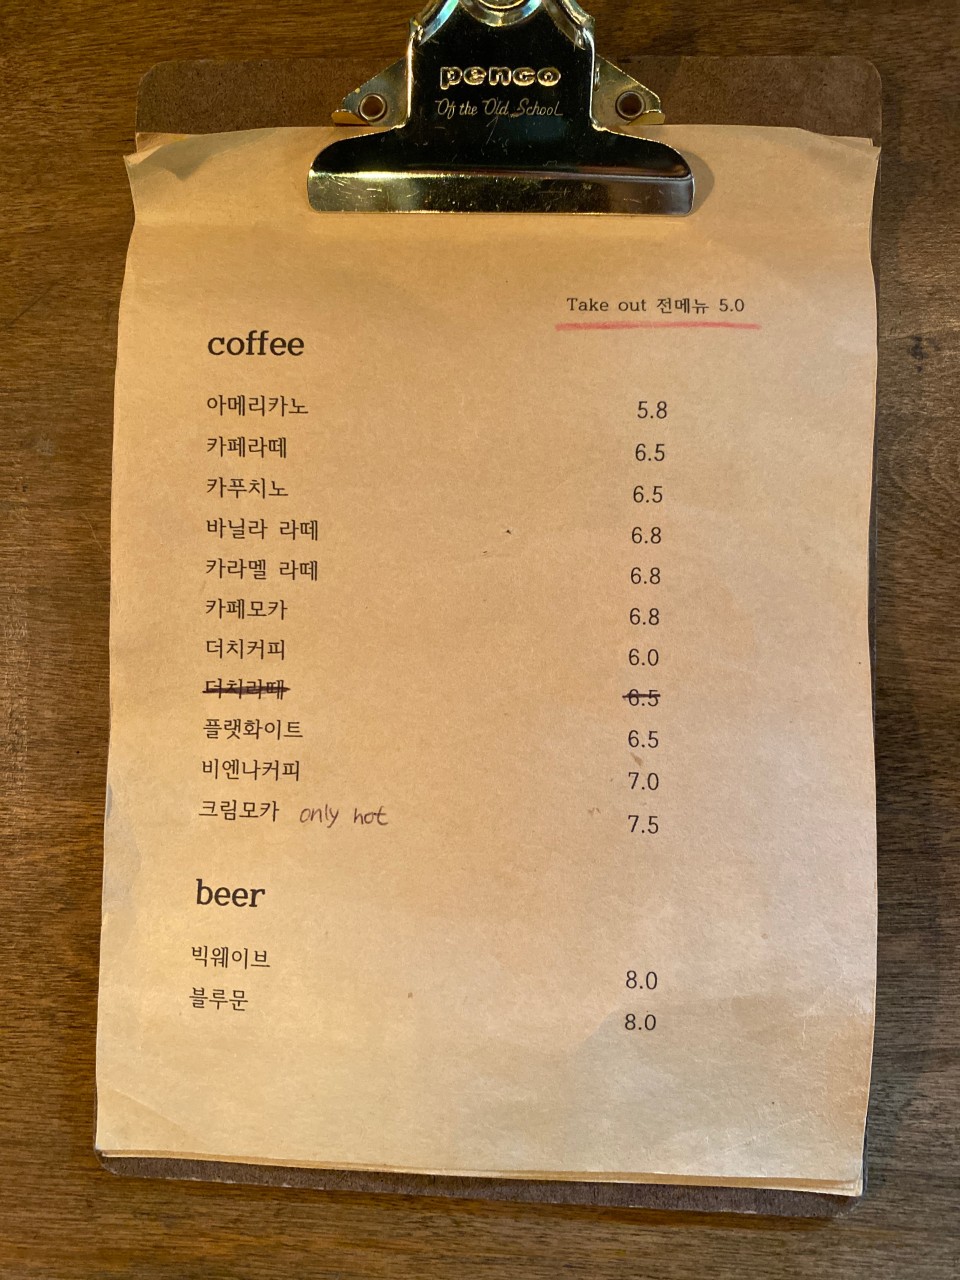 penco
Of the Old School
Take out 전메뉴 5.0
coffee
아메리카노 5.8
카페라떼 6.5
카푸치노 6.5
바닐라 라떼 6.8
카라멜 라떼 6.8
카페모카 6.8
더치커피 6.0
더치라떼 6.5
플랫화이트 6.5
비엔나커피 7.0
크림모카 only hot 7.5
beer
빅웨이브 8.0
블루문 8.0